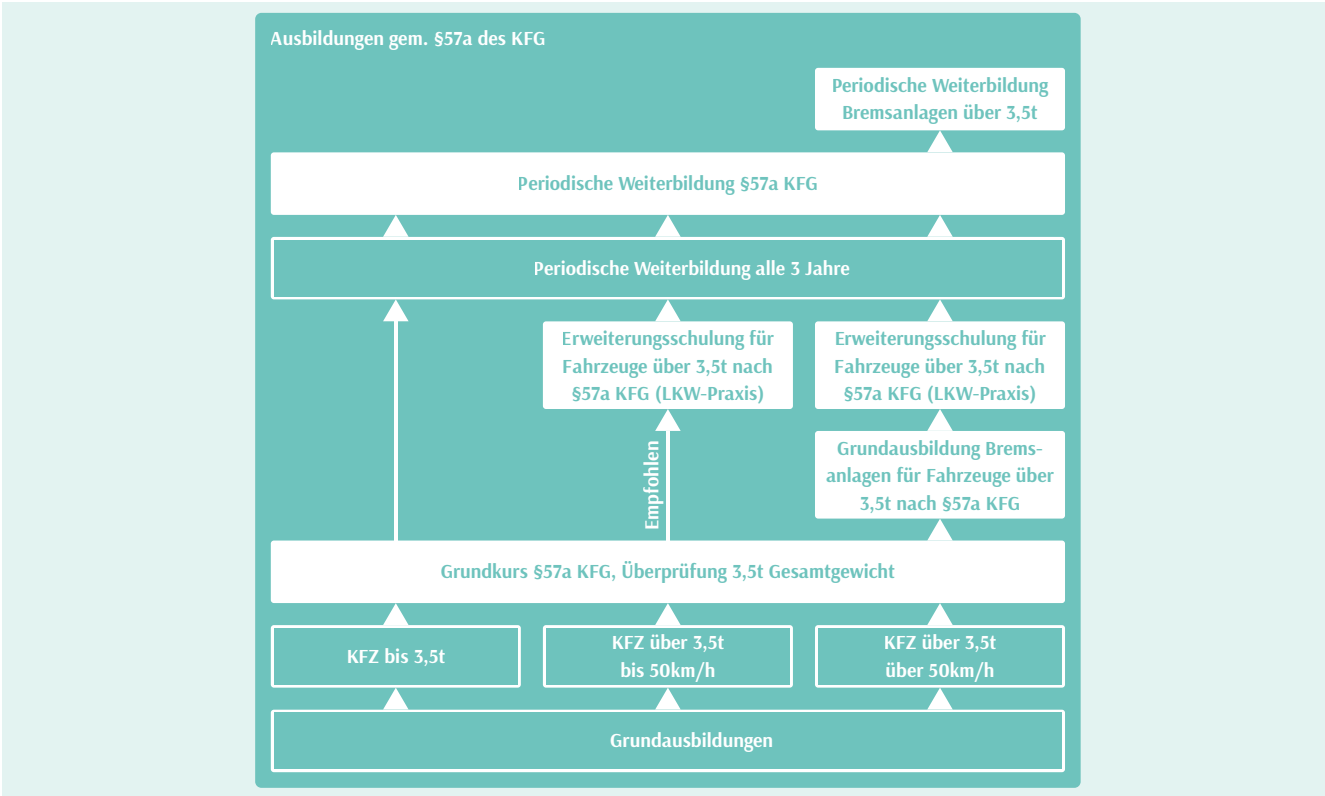 Ausbildungen gem. §57a des KFG
Periodische Weiterbildung
Bremsanlagen über 3,5t
Periodische Weiterbildung §57a KFG
Periodische Weiterbildung alle 3 Jahre
Erweiterungsschulung für
Fahrzeuge über 3,5t nach
§57a KFG (LKW-Praxis)
Erweiterungsschulung für
Fahrzeuge über 3,5t nach
§57a KFG (LKW-Praxis)
Empfohlen
Grundausbildung Brems-
anlagen für Fahrzeuge über
3,5t nach §57a KFG
Grundkurs §57a KFG, Überprüfung 3,5t Gesamtgewicht
KFZ bis 3,5t
KFZ über 3,5t
bis 50km/h
KFZ über 3,5t
über 50km/h
Grundausbildungen